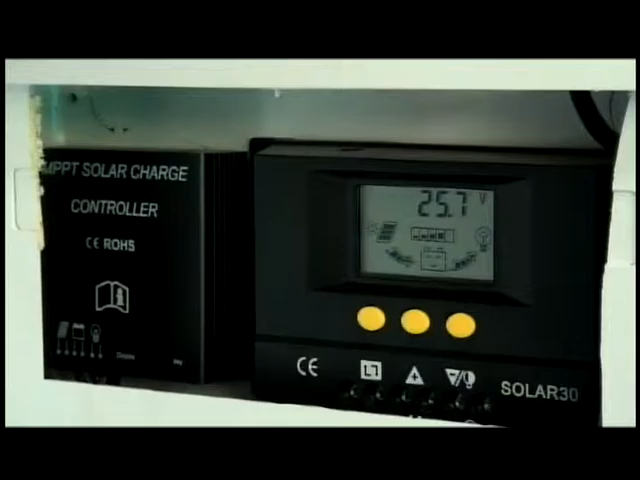 MPPT SOLAR CHARGE
CONTROLLER
CE ROHS
25.7 V
CE
SOLAR30